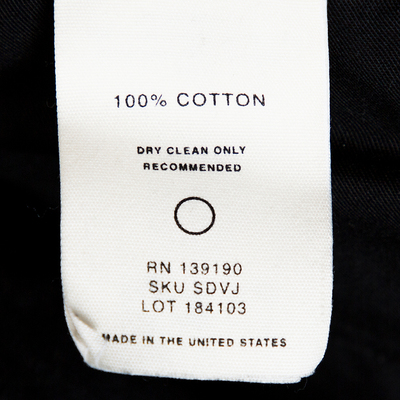 100% COTTON
DRY CLEAN ONLY
RECOMMENDED
RN 139190
SKU SDVJ
LOT 184103
MADE IN THE UNITED STATES